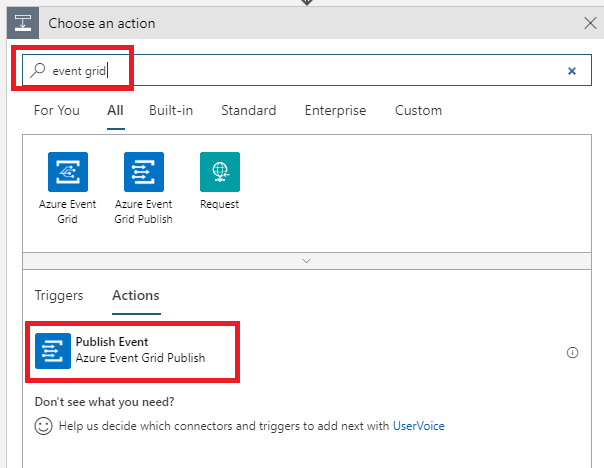 Choose an action
event grid
For You All Built-in Standard Enterprise Custom
Azure Event Grid
Azure Event Grid Publish
Request
Triggers Actions
Publish Event
Azure Event Grid Publish
Don't see what you need?
Help us decide which connectors and triggers to add next with UserVoice